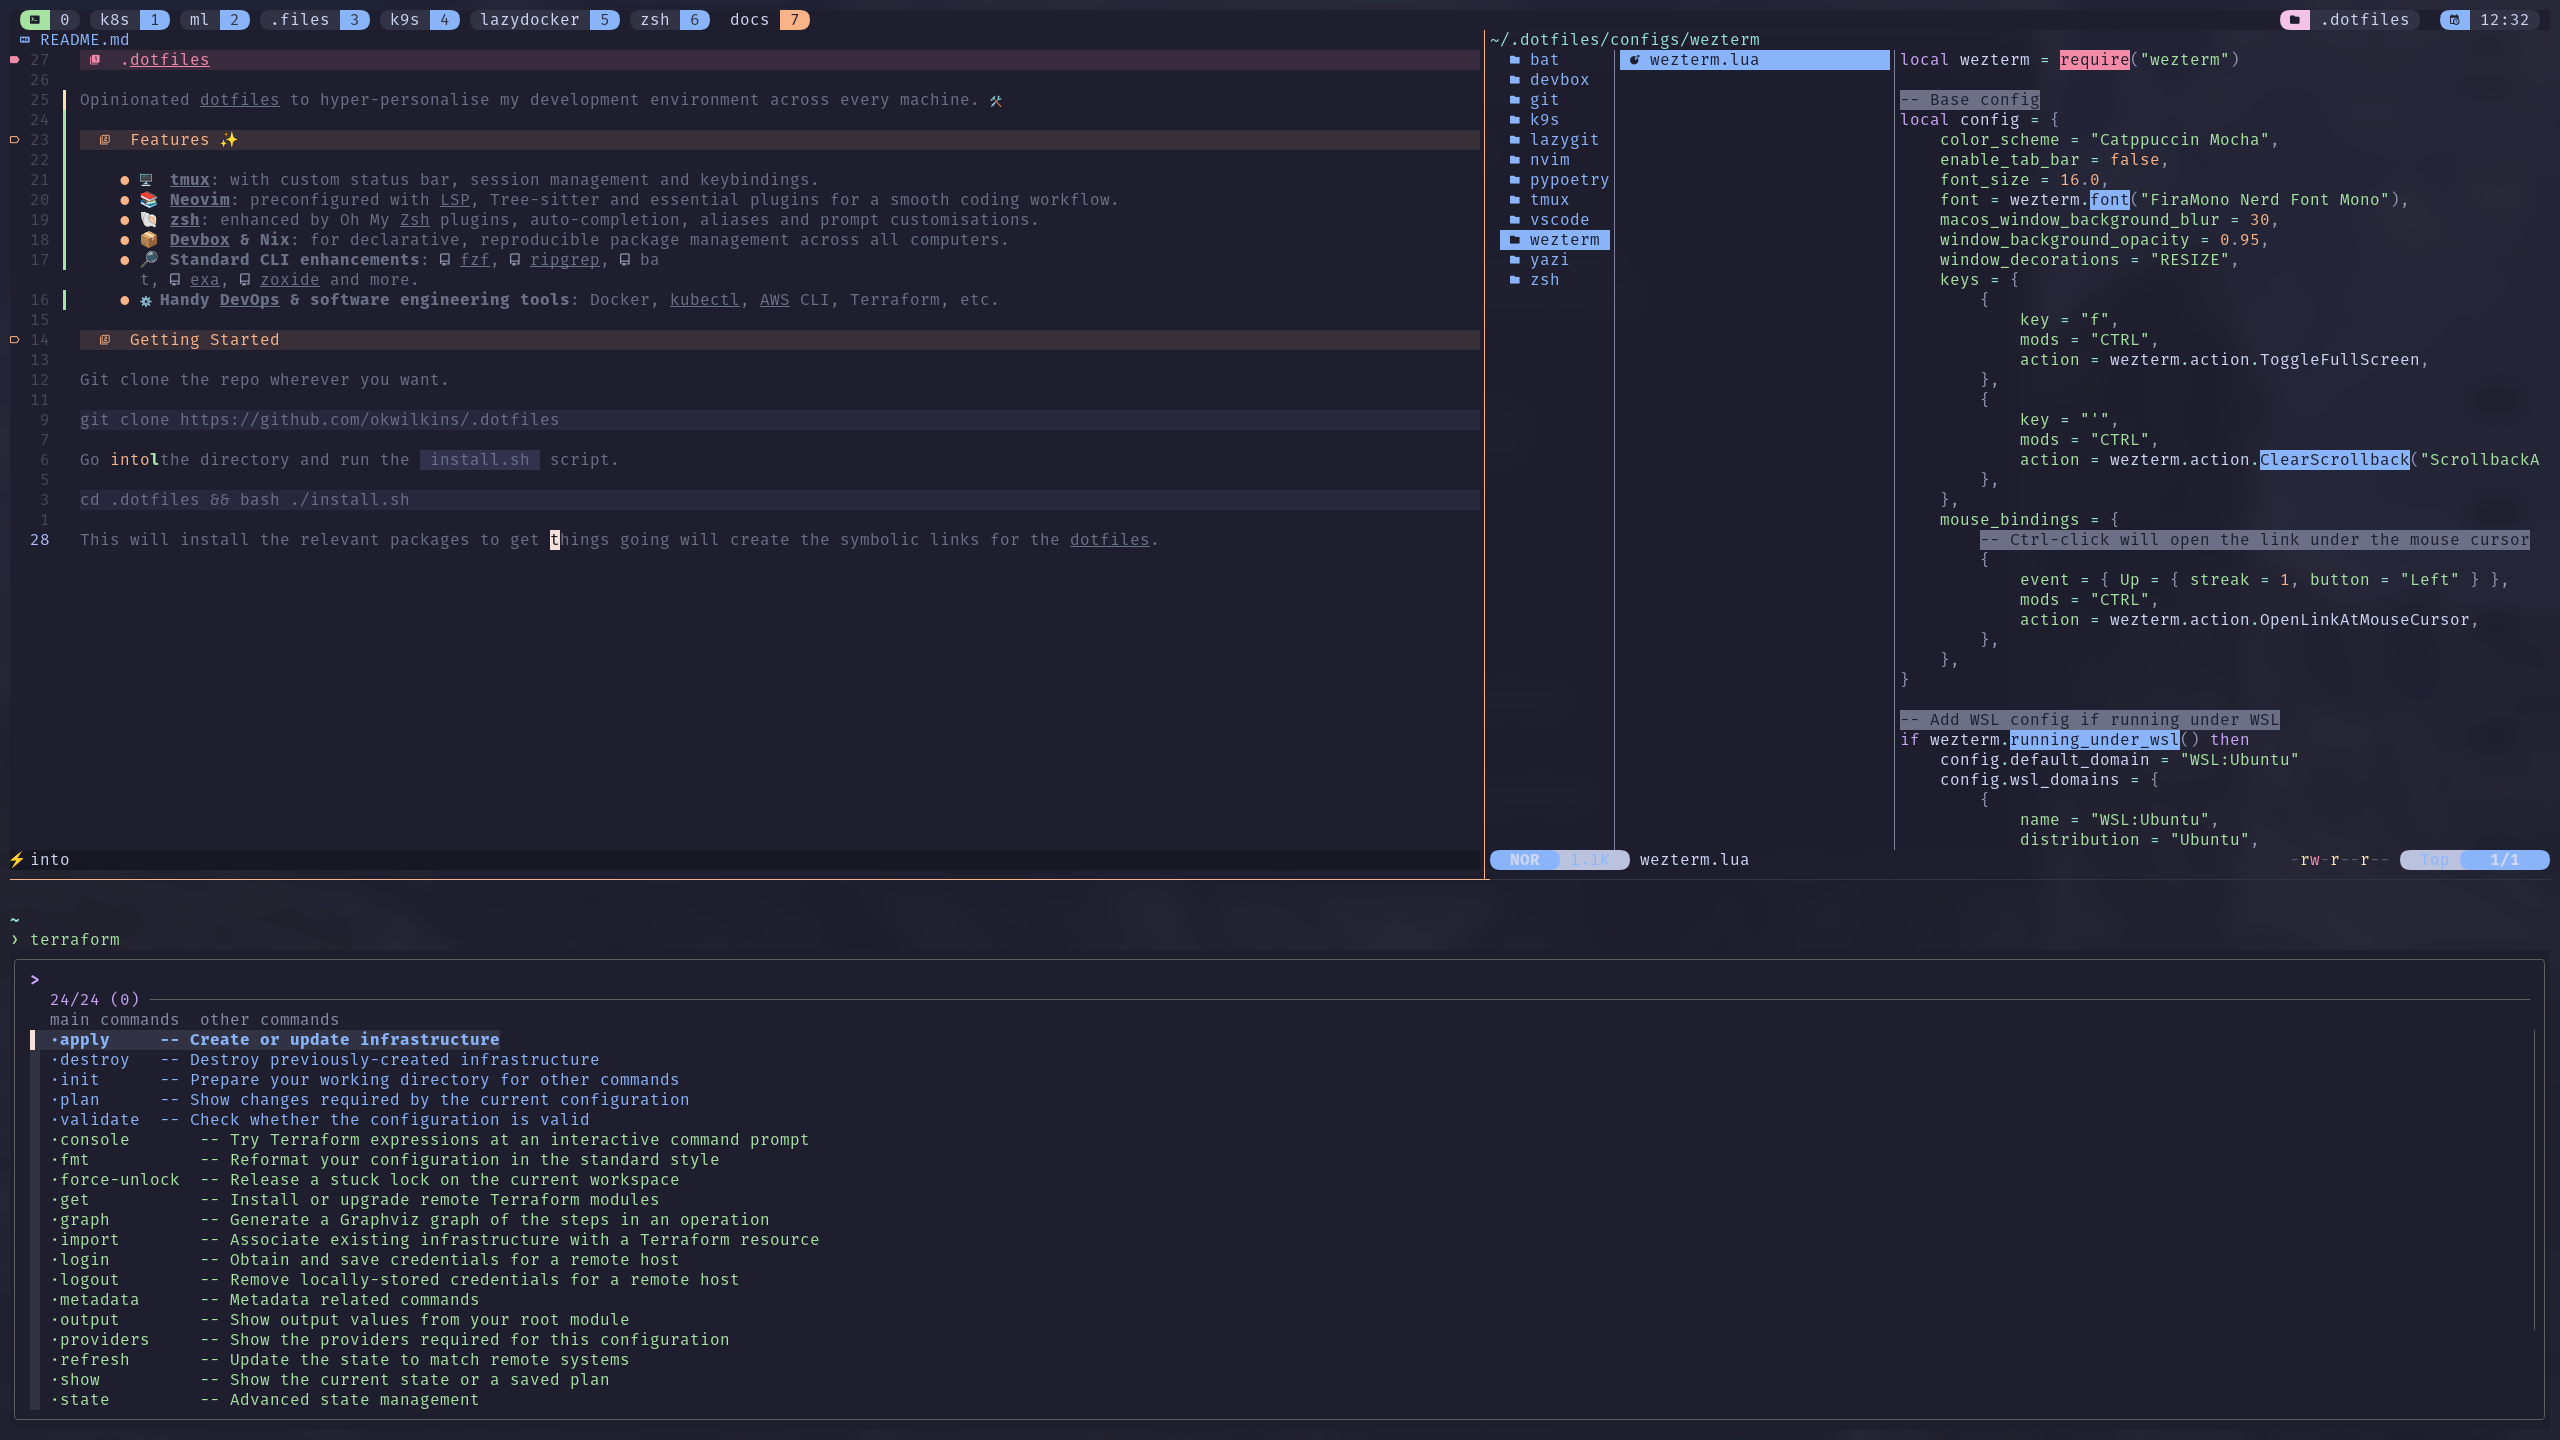 0 k8s 1 ml 2 .files 3 k9s 4 lazydocker 5 zsh 6 docs 7 .dotfiles 12:32
README.md
27 .dotfiles
26
25 Opinionated dotfiles to hyper-personalise my development environment across every machine. 🛠
24
23 Features ✨
22
21 ● 🖥 tmux: with custom status bar, session management and keybindings.
20 ● 📚 Neovim: preconfigured with LSP, Tree-sitter and essential plugins for a smooth coding workflow.
19 ● 🐚 zsh: enhanced by Oh My Zsh plugins, auto-completion, aliases and prompt customisations.
18 ● 📦 Devbox & Nix: for declarative, reproducible package management across all computers.
17 ● 🔎 Standard CLI enhancements: fzf, ripgrep, ba
t, exa, zoxide and more.
16 ● ⚙ Handy DevOps & software engineering tools: Docker, kubectl, AWS CLI, Terraform, etc.
15
14 Getting Started
13
12 Git clone the repo wherever you want.
11
9 git clone https://github.com/okwilkins/.dotfiles
7
6 Go intolthe directory and run the install.sh script.
5
3 cd .dotfiles && bash ./install.sh
1
28 This will install the relevant packages to get things going will create the symbolic links for the dotfiles.
⚡into
~/.dotfiles/configs/wezterm
bat
devbox
git
k9s
lazygit
nvim
pypoetry
tmux
vscode
wezterm
yazi
zsh
wezterm.lua
local wezterm = require("wezterm")
-- Base config
local config = {
color_scheme = "Catppuccin Mocha",
enable_tab_bar = false,
font_size = 16.0,
font = wezterm.font("FiraMono Nerd Font Mono"),
macos_window_background_blur = 30,
window_background_opacity = 0.95,
window_decorations = "RESIZE",
keys = {
{
key = "f",
mods = "CTRL",
action = wezterm.action.ToggleFullScreen,
},
{
key = "'",
mods = "CTRL",
action = wezterm.action.ClearScrollback("ScrollbackA
},
},
mouse_bindings = {
-- Ctrl-click will open the link under the mouse cursor
{
event = { Up = { streak = 1, button = "Left" } },
mods = "CTRL",
action = wezterm.action.OpenLinkAtMouseCursor,
},
},
}
-- Add WSL config if running under WSL
if wezterm.running_under_wsl() then
config.default_domain = "WSL:Ubuntu"
config.wsl_domains = {
{
name = "WSL:Ubuntu",
distribution = "Ubuntu",
NOR 1.1K wezterm.lua -rw-r--r-- Top 1/1
~
❯ terraform
>
24/24 (0)
main commands other commands
·apply -- Create or update infrastructure
·destroy -- Destroy previously-created infrastructure
·init -- Prepare your working directory for other commands
·plan -- Show changes required by the current configuration
·validate -- Check whether the configuration is valid
·console -- Try Terraform expressions at an interactive command prompt
·fmt -- Reformat your configuration in the standard style
·force-unlock -- Release a stuck lock on the current workspace
·get -- Install or upgrade remote Terraform modules
·graph -- Generate a Graphviz graph of the steps in an operation
·import -- Associate existing infrastructure with a Terraform resource
·login -- Obtain and save credentials for a remote host
·logout -- Remove locally-stored credentials for a remote host
·metadata -- Metadata related commands
·output -- Show output values from your root module
·providers -- Show the providers required for this configuration
·refresh -- Update the state to match remote systems
·show -- Show the current state or a saved plan
·state -- Advanced state management